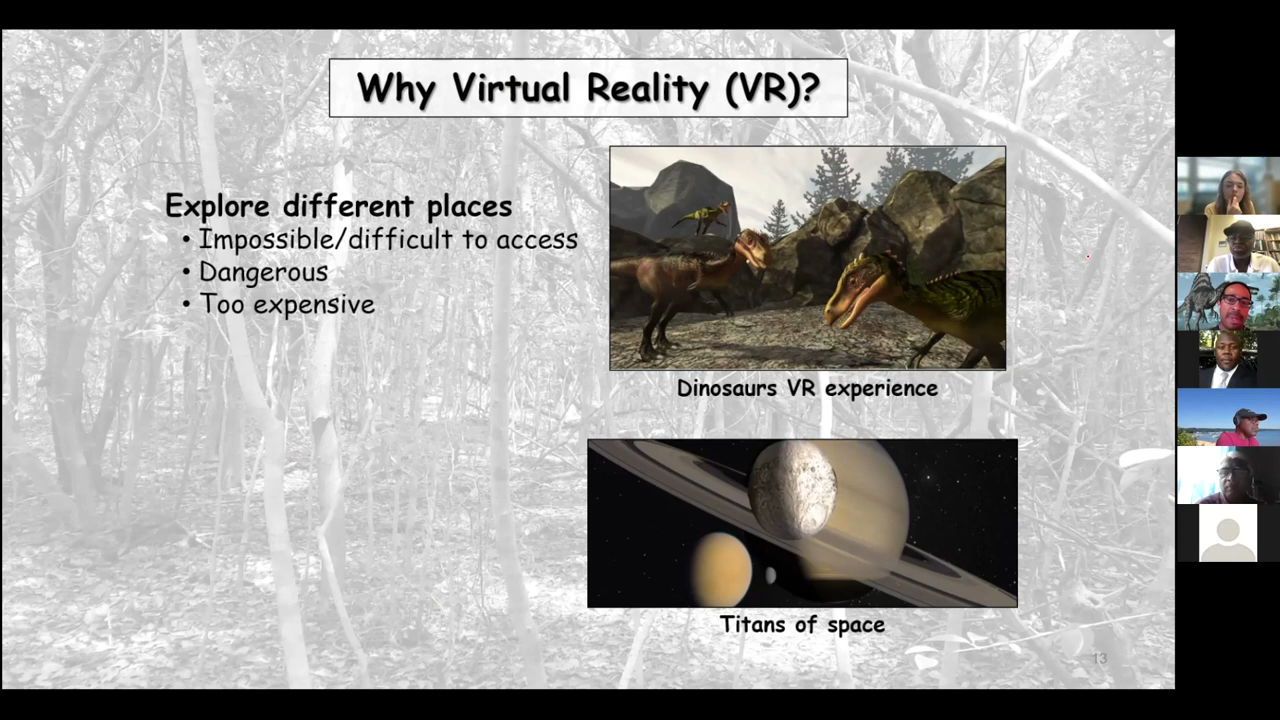 Why Virtual Reality (VR)?
Explore different places
• Impossible/difficult to access
• Dangerous
• Too expensive
Dinosaurs VR experience
Titans of space
13